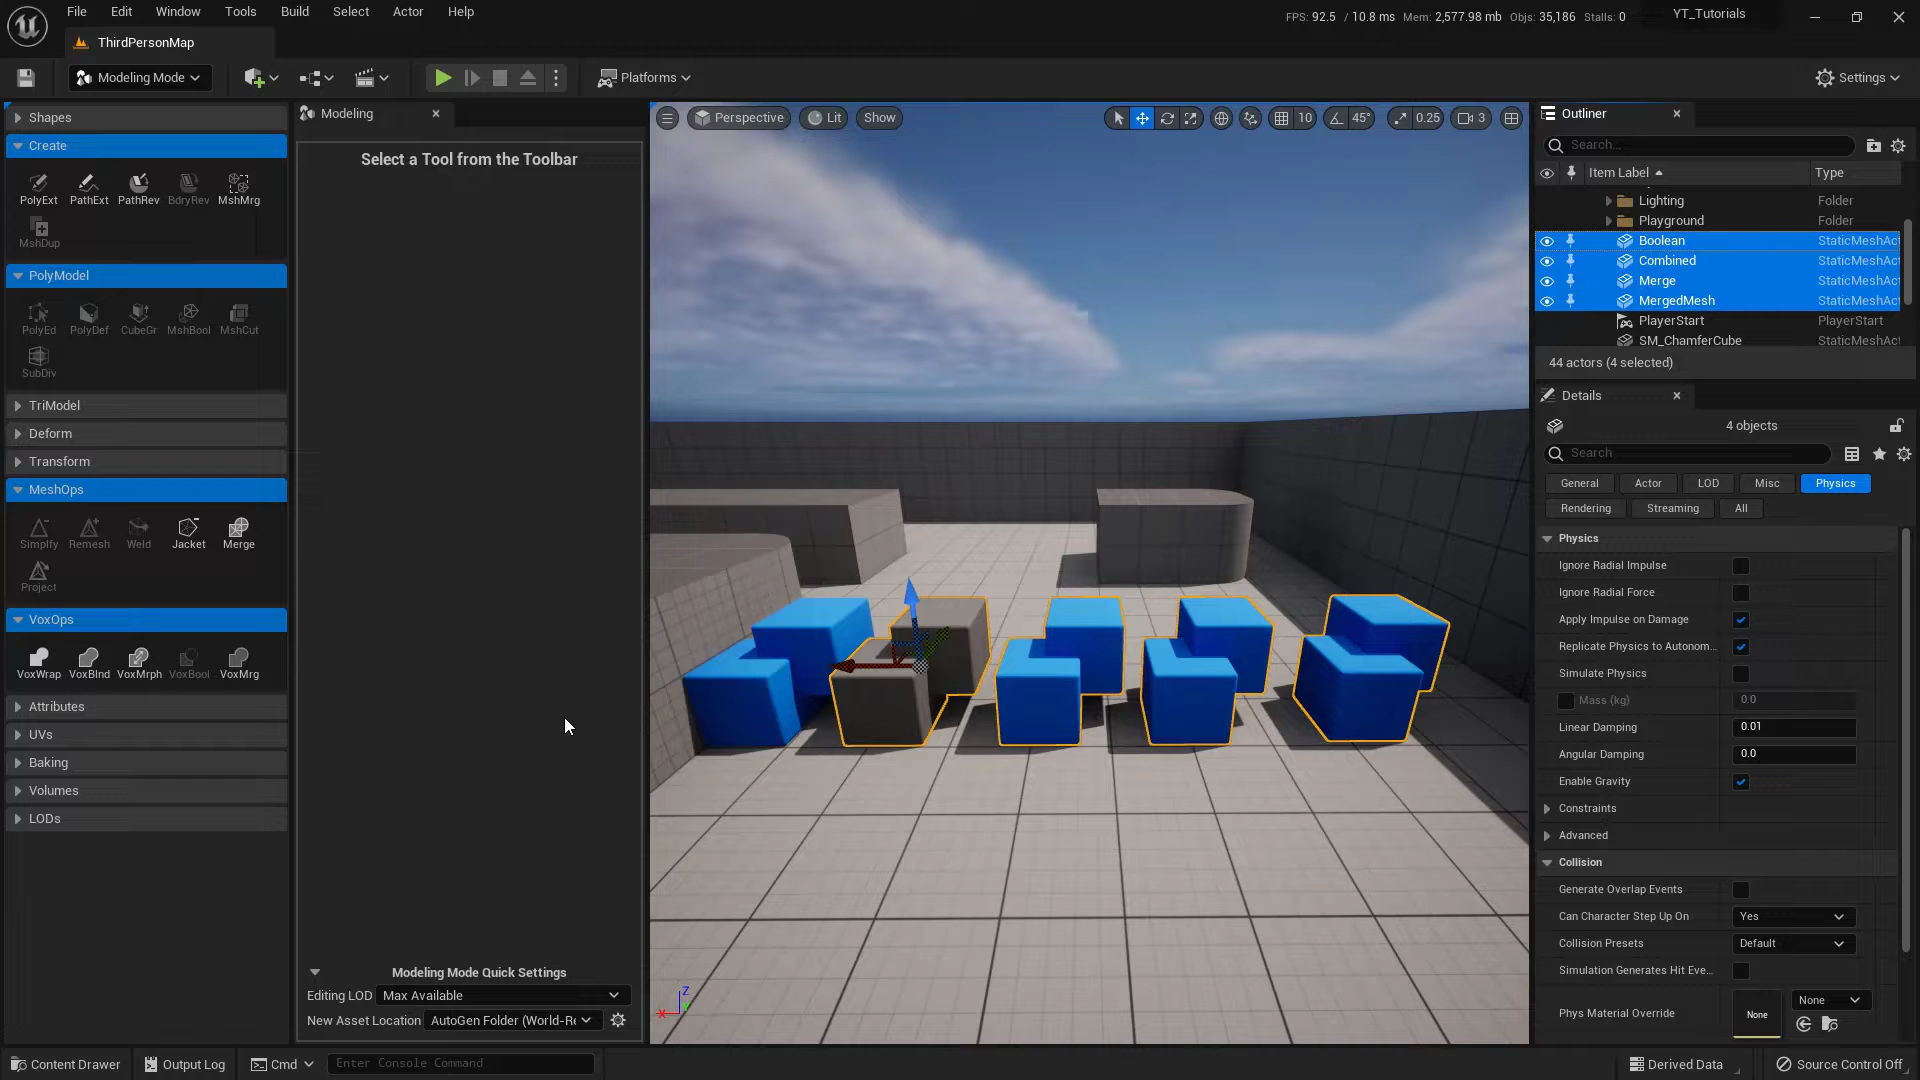 File Edit Window Tools Build Select Actor Help
FPS: 92.5 / 10.8 ms Mem: 2,577.98 mb Objs: 35,186 Stalls: 0
YT_Tutorials
ThirdPersonMap
Modeling Mode
Platforms
Settings
Shapes
Create
PolyExt PathExt PathRev BdryRev MshMrg
MshDup
PolyModel
PolyEd PolyDef CubeGr MshBool MshCut
SubDiv
TriModel
Deform
Transform
MeshOps
Simplfy Remesh Weld Jacket Merge
Project
VoxOps
VoxWrap VoxBlnd VoxMrph VoxBool VoxMrg
Attributes
UVs
Baking
Volumes
LODs
Modeling
Select a Tool from the Toolbar
Modeling Mode Quick Settings
Editing LOD Max Available
New Asset Location AutoGen Folder (World-Re
Perspective Lit Show
10 45° 0.25 3
Z
X
Outliner
Search...
Item Label Type
Lighting Folder
Playground Folder
Boolean StaticMeshAct
Combined StaticMeshAct
Merge StaticMeshAct
MergedMesh StaticMeshAct
PlayerStart PlayerStart
SM_ChamferCube StaticMeshAct
44 actors (4 selected)
Details
4 objects
Search
General Actor LOD Misc Physics
Rendering Streaming All
Physics
Ignore Radial Impulse
Ignore Radial Force
Apply Impulse on Damage
Replicate Physics to Autonom...
Simulate Physics
Mass (kg) 0.0
Linear Damping 0.01
Angular Damping 0.0
Enable Gravity
Constraints
Advanced
Collision
Generate Overlap Events
Can Character Step Up On Yes
Collision Presets Default
Simulation Generates Hit Eve...
Phys Material Override None None
Content Drawer Output Log Cmd Enter Console Command
Derived Data Source Control Off